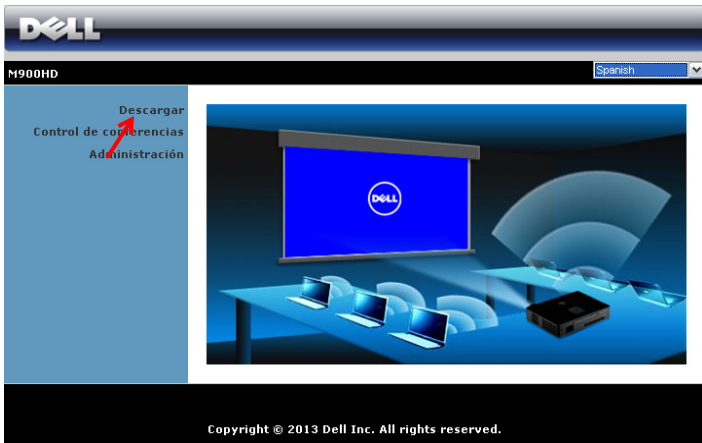 DELL
M900HD
Spanish
Descargar
Control de conferencias
Administración
DELL
Copyright © 2013 Dell Inc. All rights reserved.